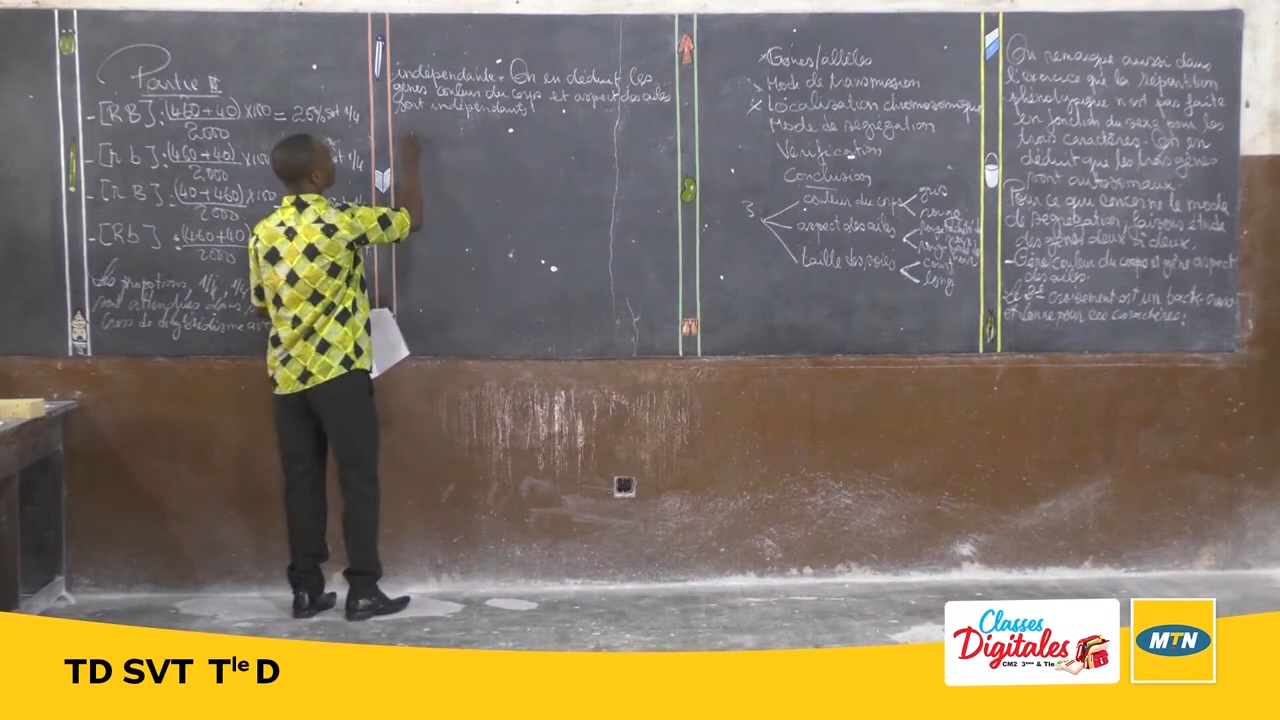 Partie II
- [RB]: (460+40)/2000 x100 = 25% soit 1/4
- [rb]: (460+40)/2000 x100 soit 1/4
- [rB]: (40+460)/2000 x100 1/4
- [Rb]: (460+40)/2000
Les proportions, 1/4, 1/4
sont attendues dans
cross de dihybridisme
indépendante. On en déduit les
gènes couleur du corps et aspect des ailes
sont indépendants.
Gènes/allèles
Mode de transmission
Localisation chromosomique
Mode de ségrégation
Vérification
Conclusion
3. couleur du corps gris
rouge
aspect des ailes
taille des soies court
long
On remarque aussi dans
l'exercice que la répartition
phénotypique n'est pas faite
en fonction du sexe pour les
trois caractères. On en
déduit que les trois gènes
sont autosomaux.
Pour ce qui concerne le mode
de ségrégation, faisons étude
des gènes deux à deux.
- Gène couleur du corps et gène aspect
des ailes.
croisement est un back-cross
et donne pour ces caractères:
Classes
Digitales
CM2 3ème & Tle
MTN
TD SVT Tle D